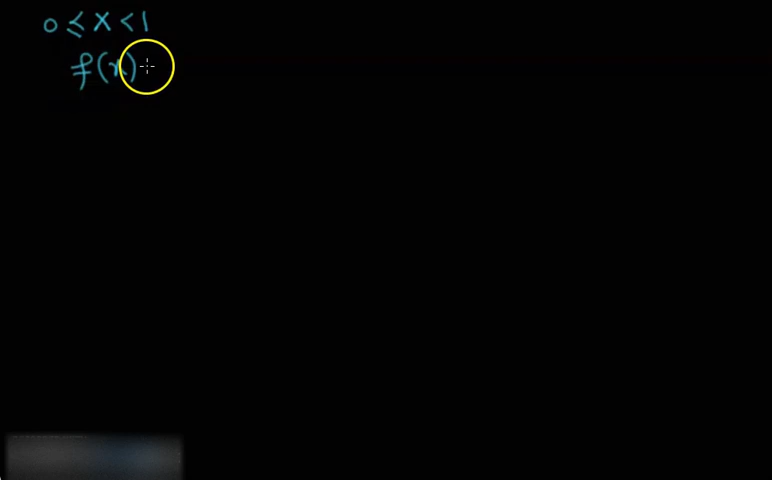 0 ≤ x < 1
f(x)